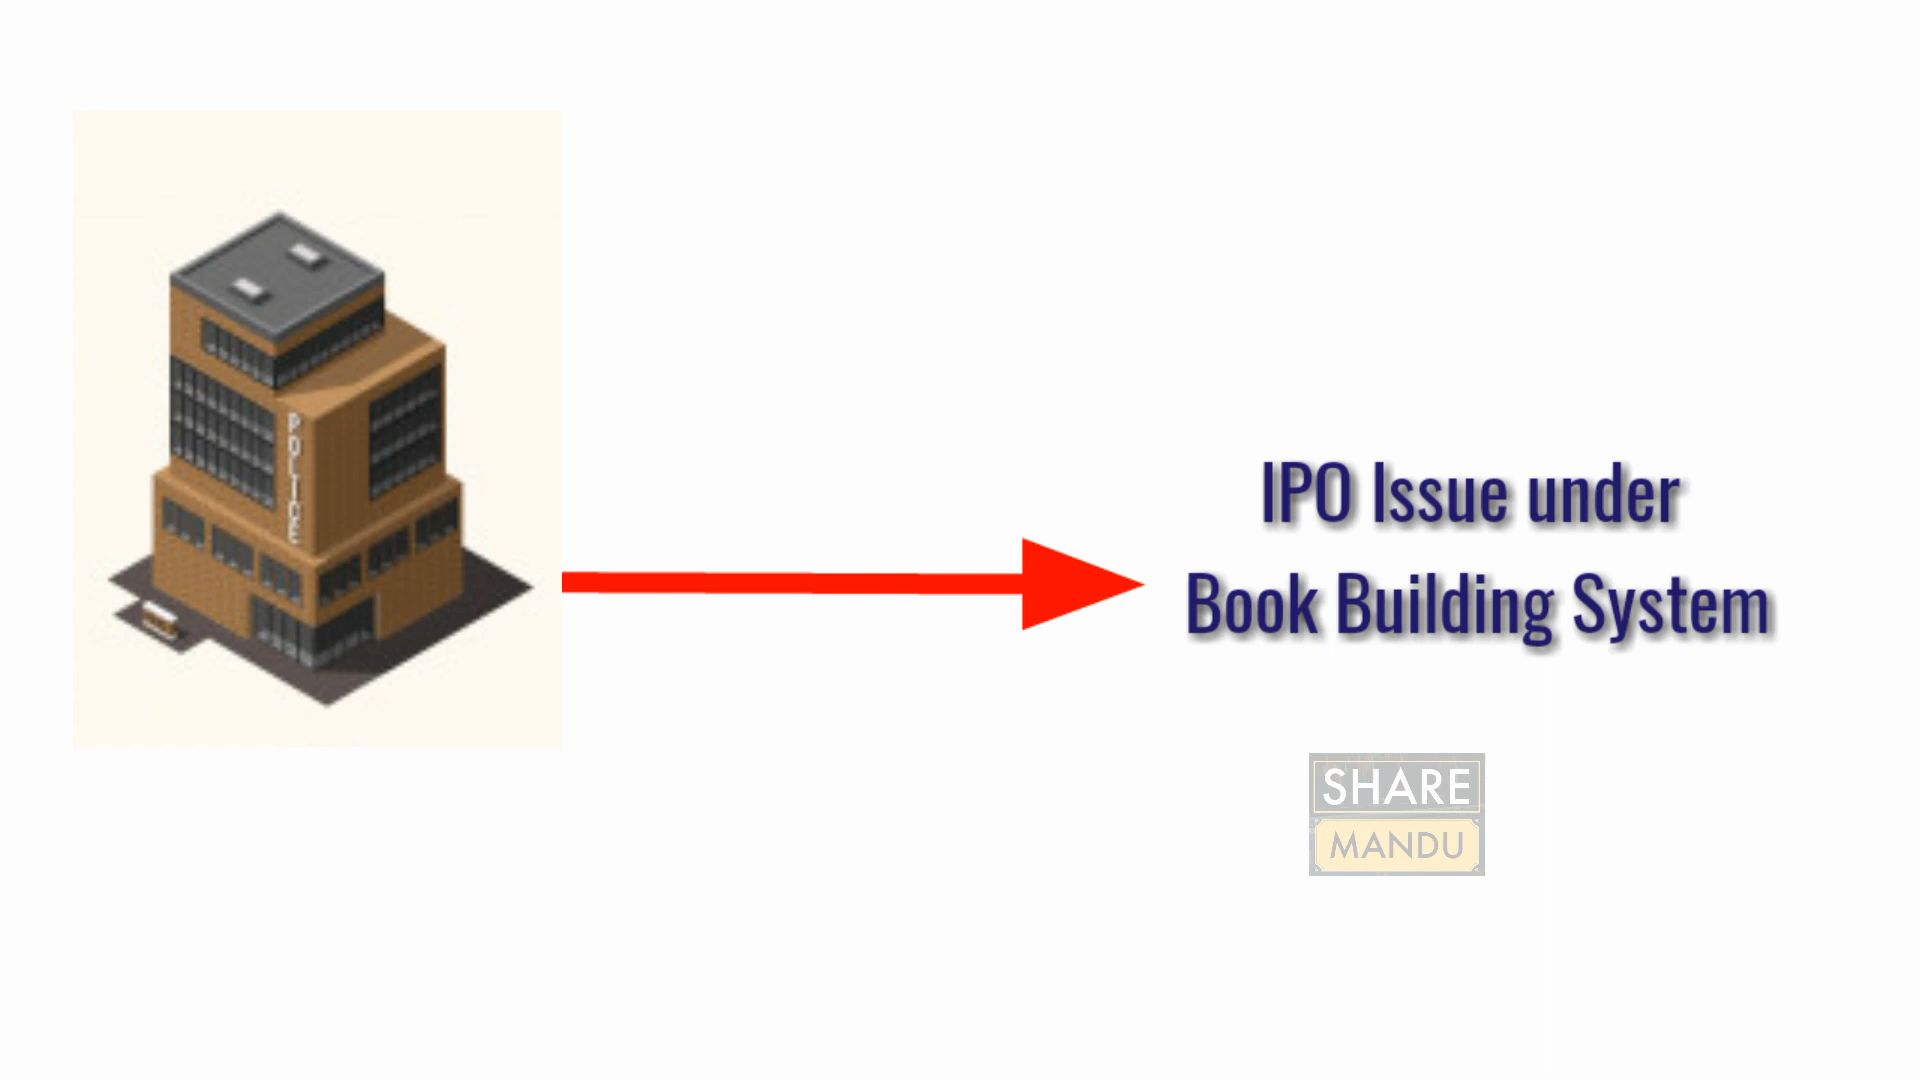 POLICE
IPO Issue under
Book Building System
SHARE
MANDU